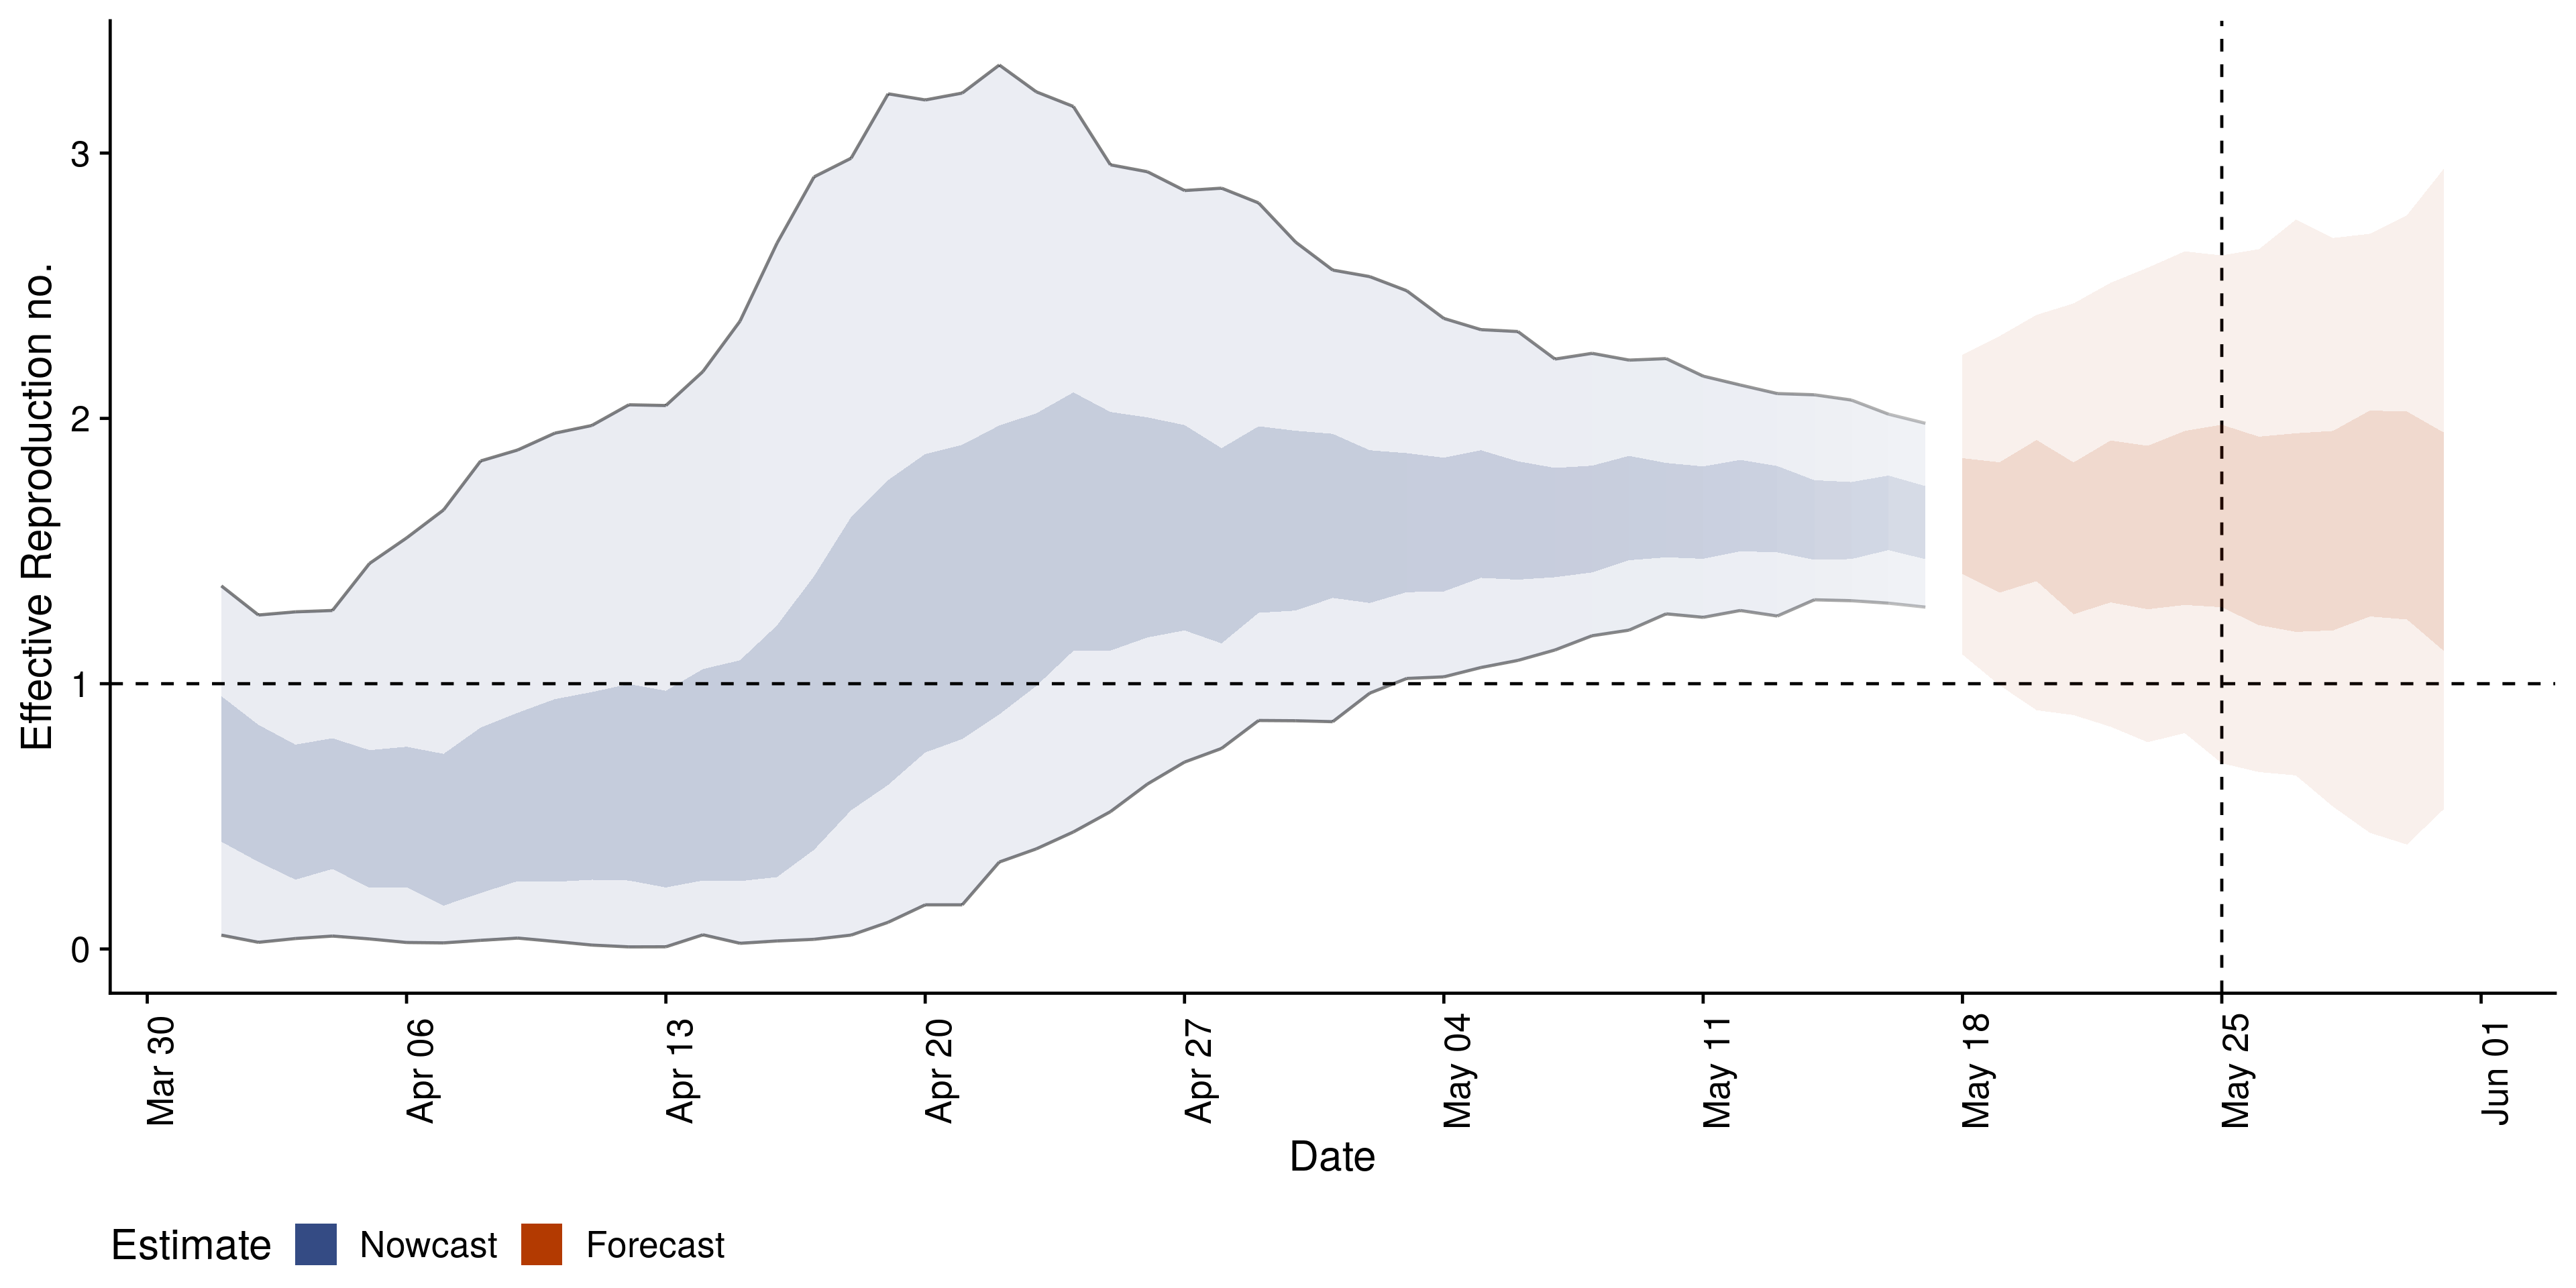 Effective Reproduction no.
3
2
1
0
Mar 30
Apr 06
Apr 13
Apr 20
Apr 27
May 04
May 11
May 18
May 25
Jun 01
Date
Estimate Nowcast Forecast